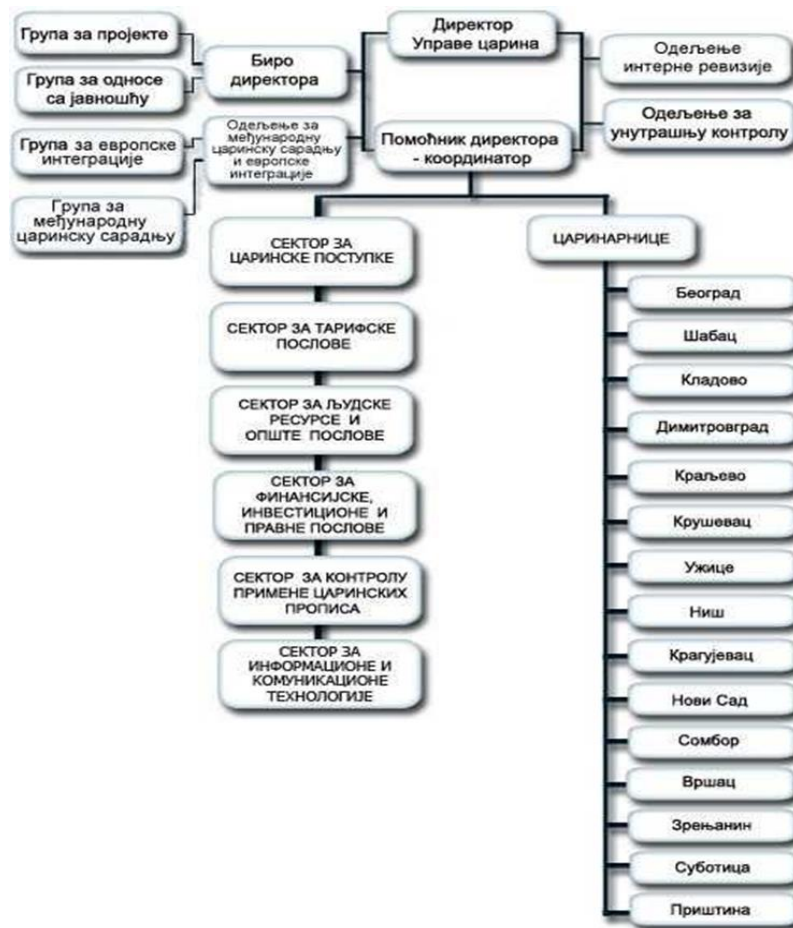 Група за пројекте
Група за односе
са јавношћу
Група за европске
интеграције
Група за
међународну
царинску сарадњу
Биро
директора
Одељење за
међународну
царинску сарадњу
и европске
интеграције
Директор
Управе царина
Помоћник директора
- координатор
Одељење
интерне ревизије
Одељење за
унутрашњу контролу
СЕКТОР ЗА
ЦАРИНСКЕ ПОСТУПКЕ
СЕКТОР ЗА ТАРИФСКЕ
ПОСЛОВЕ
СЕКТОР ЗА ЉУДСКЕ
РЕСУРСЕ И
ОПШТЕ ПОСЛОВЕ
СЕКТОР ЗА
ФИНАНСИЈСКЕ,
ИНВЕСТИЦИОНЕ И
ПРАВНЕ ПОСЛОВЕ
СЕКТОР ЗА КОНТРОЛУ
ПРИМЕНЕ ЦАРИНСКИХ
ПРОПИСА
СЕКТОР ЗА
ИНФОРМАЦИОНЕ И
КОМУНИКАЦИОНЕ
ТЕХНОЛОГИЈЕ
ЦАРИНАРНИЦЕ
Београд
Шабац
Кладово
Димитровград
Краљево
Крушевац
Ужице
Ниш
Крагујевац
Нови Сад
Сомбор
Вршац
Зрењанин
Суботица
Приштина